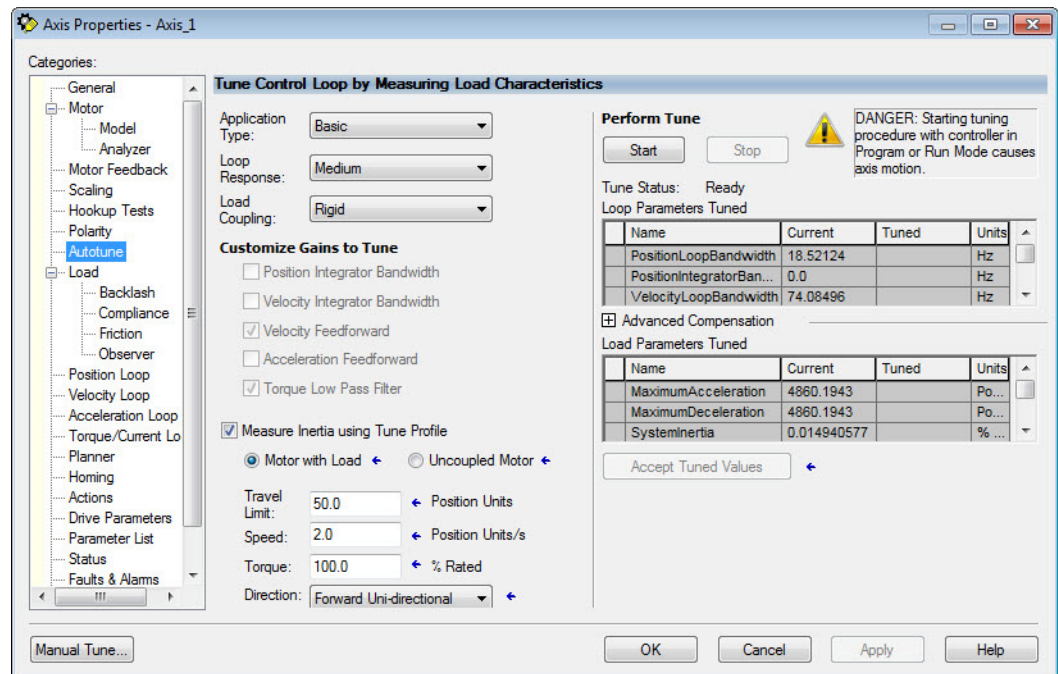 Axis Properties - Axis_1
Categories:
General
Motor
Model
Analyzer
Motor Feedback
Scaling
Hookup Tests
Polarity
Autotune
Load
Backlash
Compliance
Friction
Observer
Position Loop
Velocity Loop
Acceleration Loop
Torque/Current Lo
Planner
Homing
Actions
Drive Parameters
Parameter List
Status
Faults & Alarms
Tune Control Loop by Measuring Load Characteristics
Application
Type:
Basic
Loop
Response:
Medium
Load
Coupling:
Rigid
Customize Gains to Tune
Position Integrator Bandwidth
Velocity Integrator Bandwidth
Velocity Feedforward
Acceleration Feedforward
Torque Low Pass Filter
Measure Inertia using Tune Profile
Motor with Load
Uncoupled Motor
Travel
Limit:
50.0
Position Units
Speed:
2.0
Position Units/s
Torque:
100.0
% Rated
Direction:
Forward Uni-directional
Perform Tune
Start
Stop
DANGER: Starting tuning
procedure with controller in
Program or Run Mode causes
axis motion.
Tune Status: Ready
Loop Parameters Tuned
Name Current Tuned Units
PositionLoopBandwidth 18.52124 Hz
PositionIntegratorBan... 0.0 Hz
VelocityLoopBandwidth 74.08496 Hz
Advanced Compensation
Load Parameters Tuned
Name Current Tuned Units
MaximumAcceleration 4860.1943 Po...
MaximumDeceleration 4860.1943 Po...
SystemInertia 0.014940577 % ...
Accept Tuned Values
Manual Tune...
OK
Cancel
Apply
Help